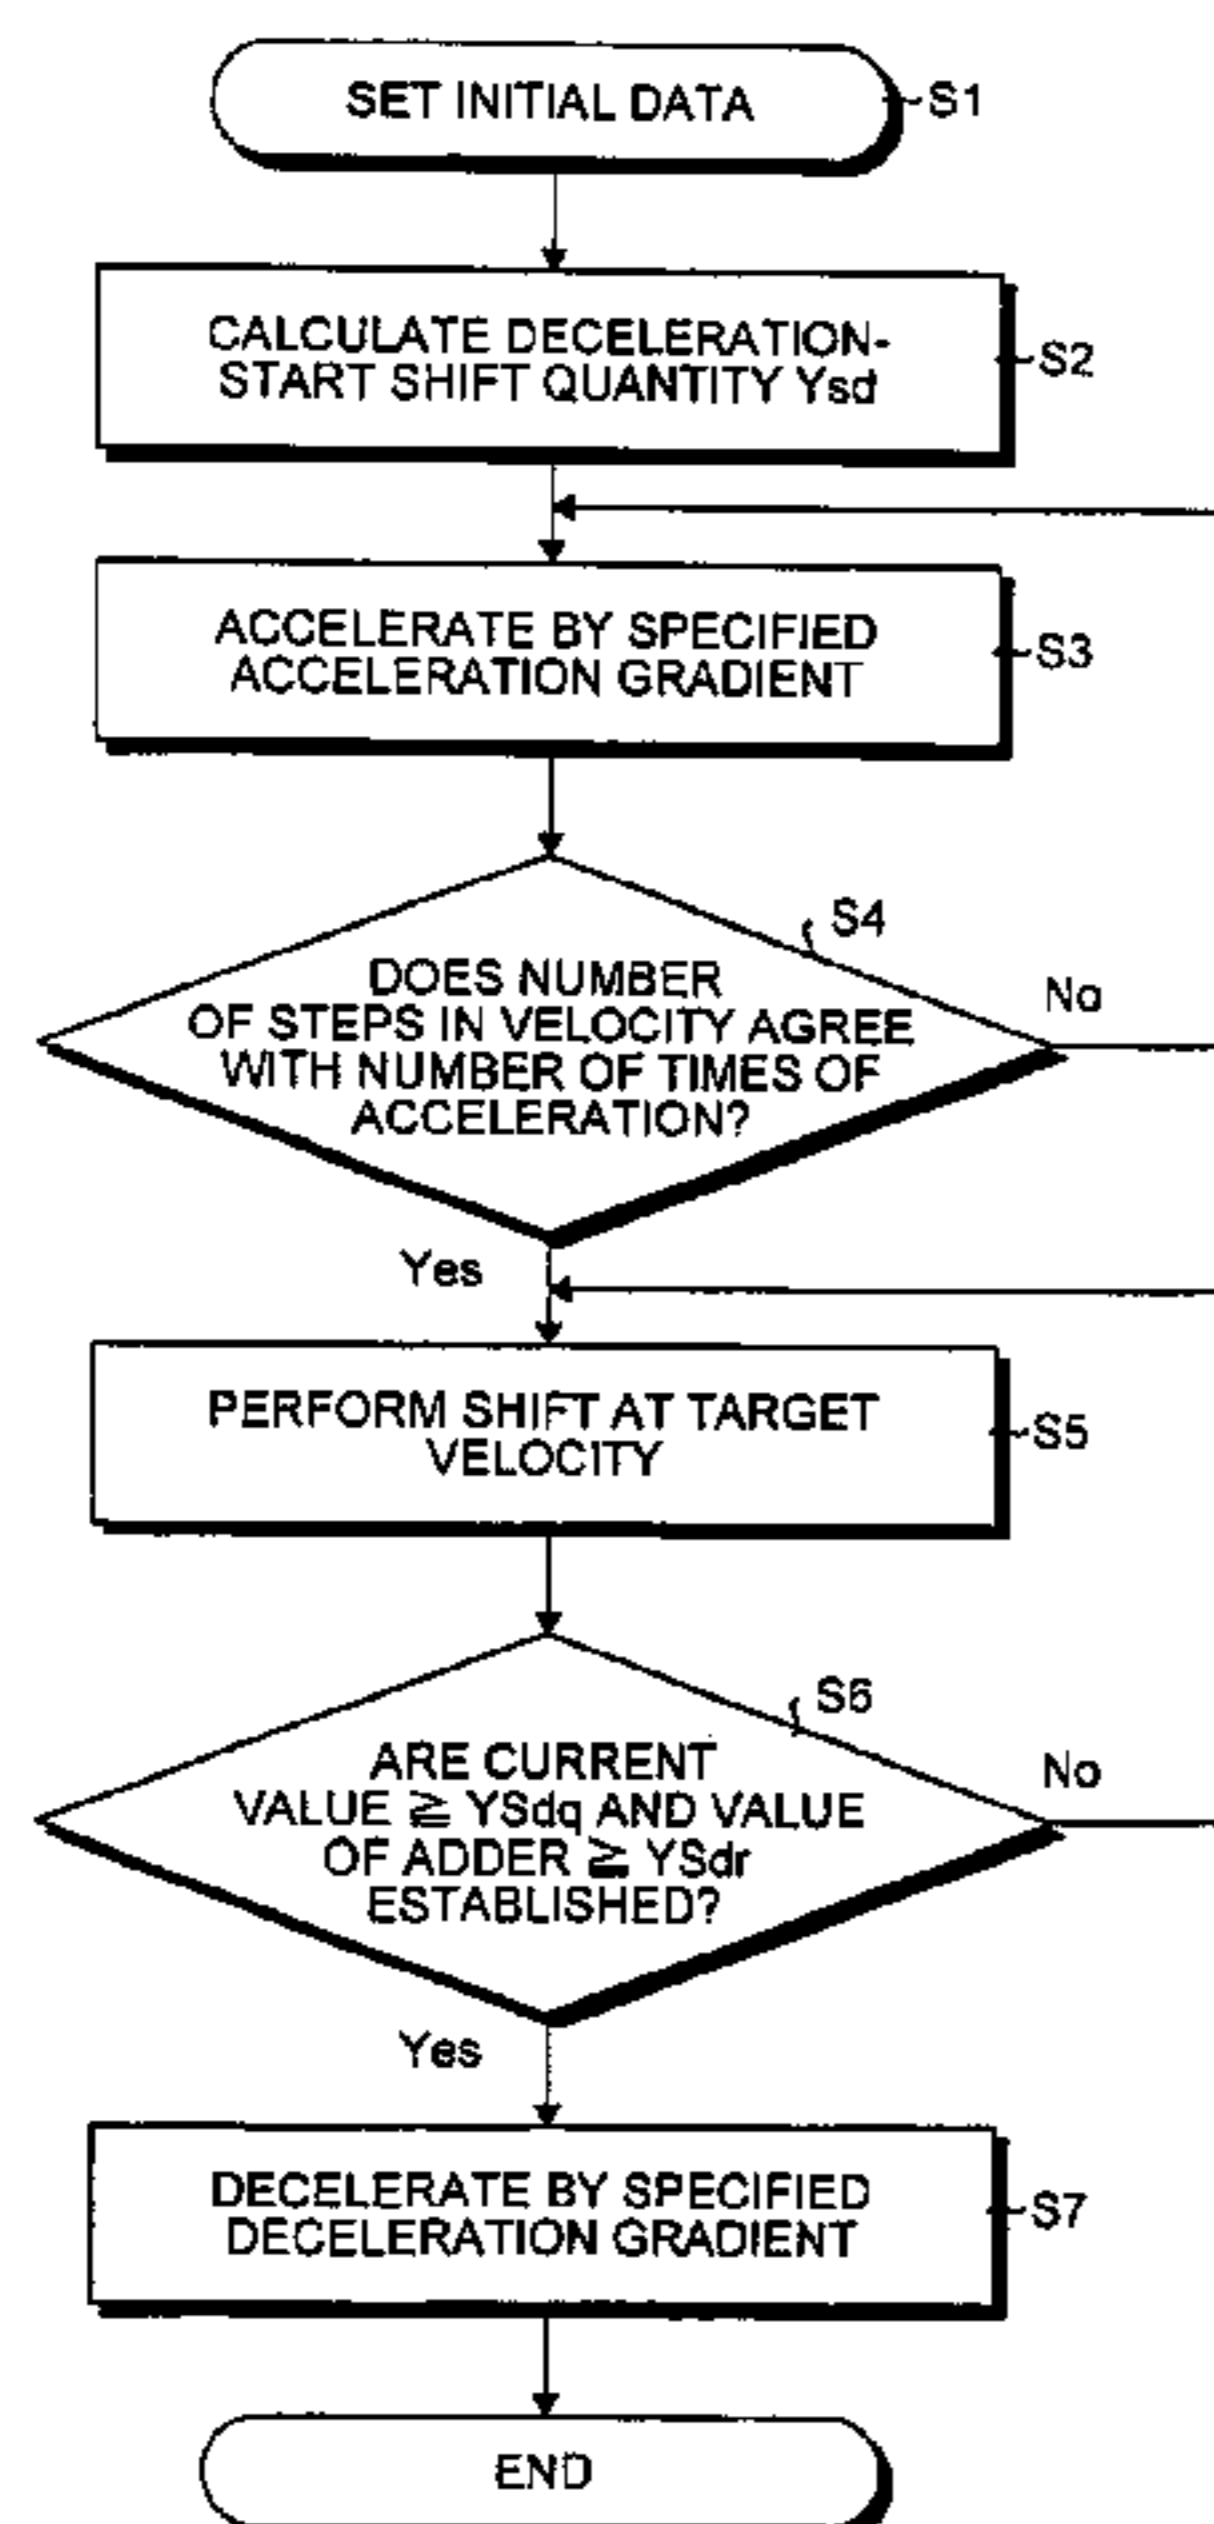 SET INITIAL DATA
S1
CALCULATE DECELERATION-
START SHIFT QUANTITY Ysd
S2
ACCELERATE BY SPECIFIED
ACCELERATION GRADIENT
S3
S4
DOES NUMBER
OF STEPS IN VELOCITY AGREE
WITH NUMBER OF TIMES OF
ACCELERATION?
No
Yes
PERFORM SHIFT AT TARGET
VELOCITY
S5
S6
ARE CURRENT
VALUE ≧ YSdq AND VALUE
OF ADDER ≧ YSdr
ESTABLISHED?
No
Yes
DECELERATE BY SPECIFIED
DECELERATION GRADIENT
S7
END